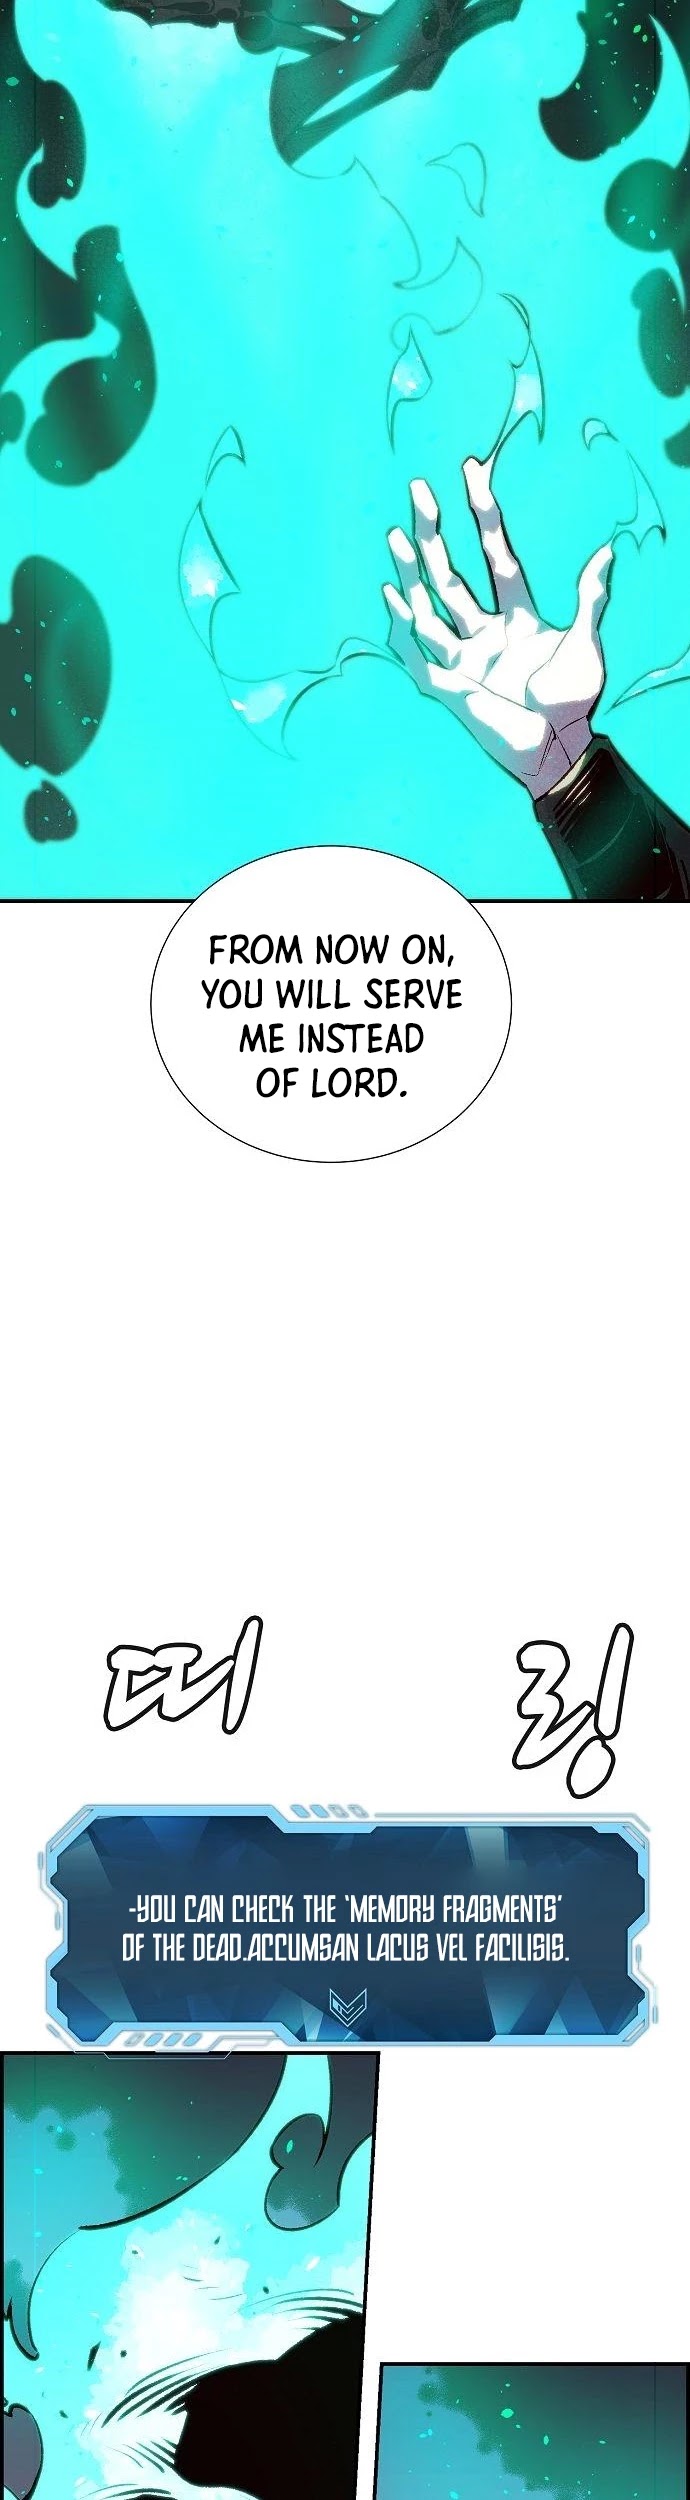 FROM NOW ON,
YOU WILL SERVE
ME INSTEAD
OF LORD.
띠 링!
-YOU CAN CHECK THE 'MEMORY FRAGMENTS'
OF THE DEAD.ACCUMSAN LACUS VEL FACILISIS.